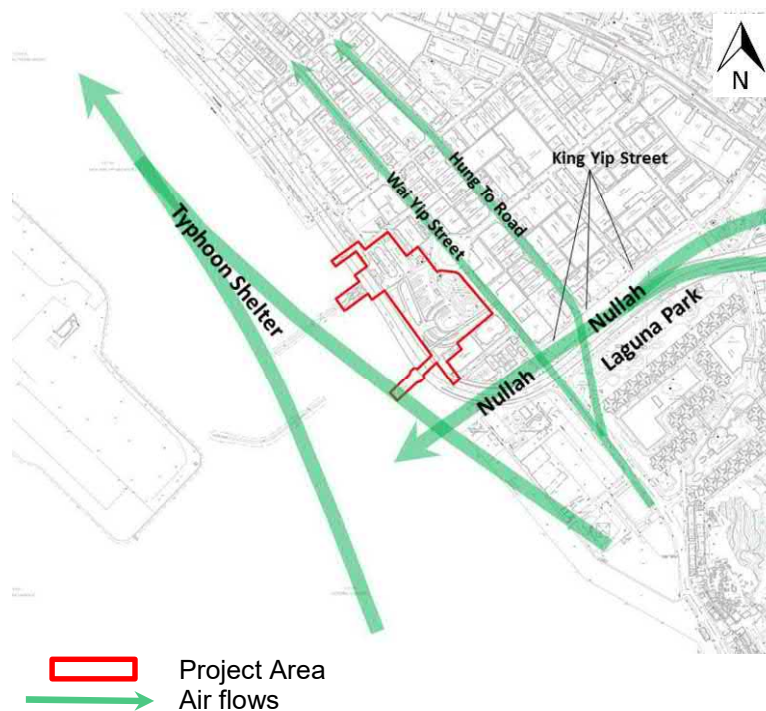 N
King Yip Street
Hung To Road
Wai Yip Street
Typhoon Shelter
Nullah
Laguna Park
Nullah
Project Area
Air flows